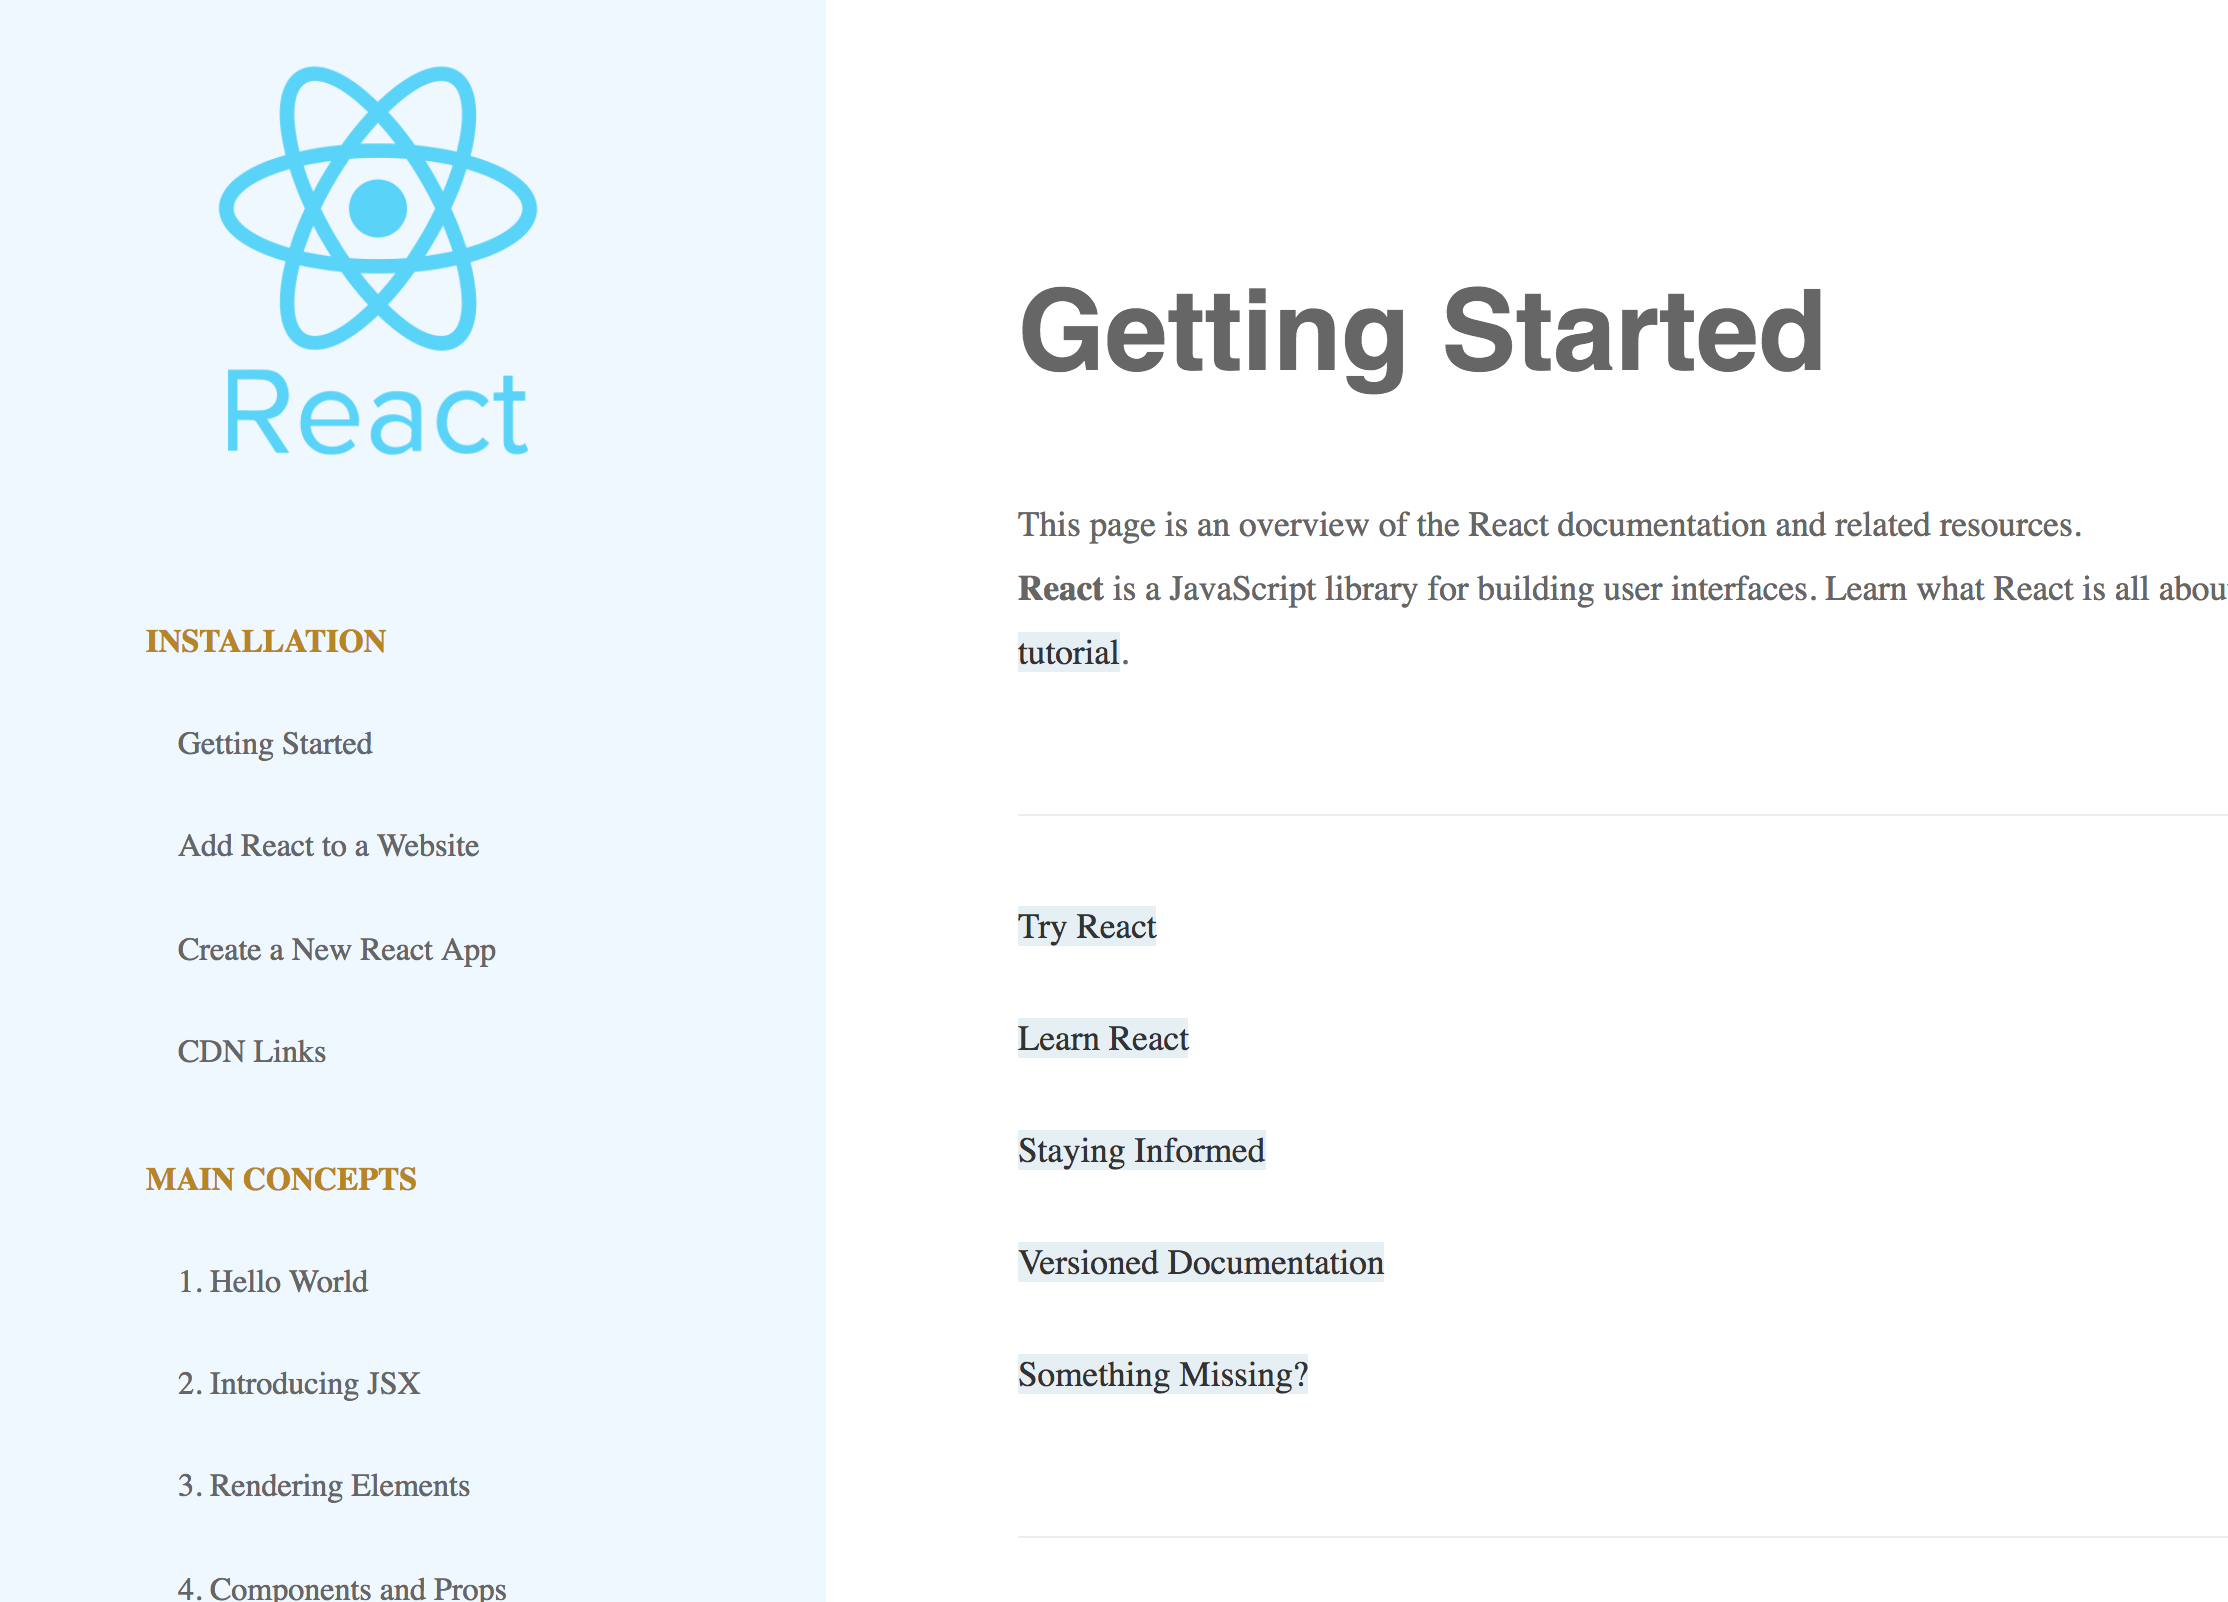 React
INSTALLATION
Getting Started
Add React to a Website
Create a New React App
CDN Links
MAIN CONCEPTS
1. Hello World
2. Introducing JSX
3. Rendering Elements
4. Components and Props
Getting Started
This page is an overview of the React documentation and related resources.
React is a JavaScript library for building user interfaces. Learn what React is all
tutorial.
Try React
Learn React
Staying Informed
Versioned Documentation
Something Missing?